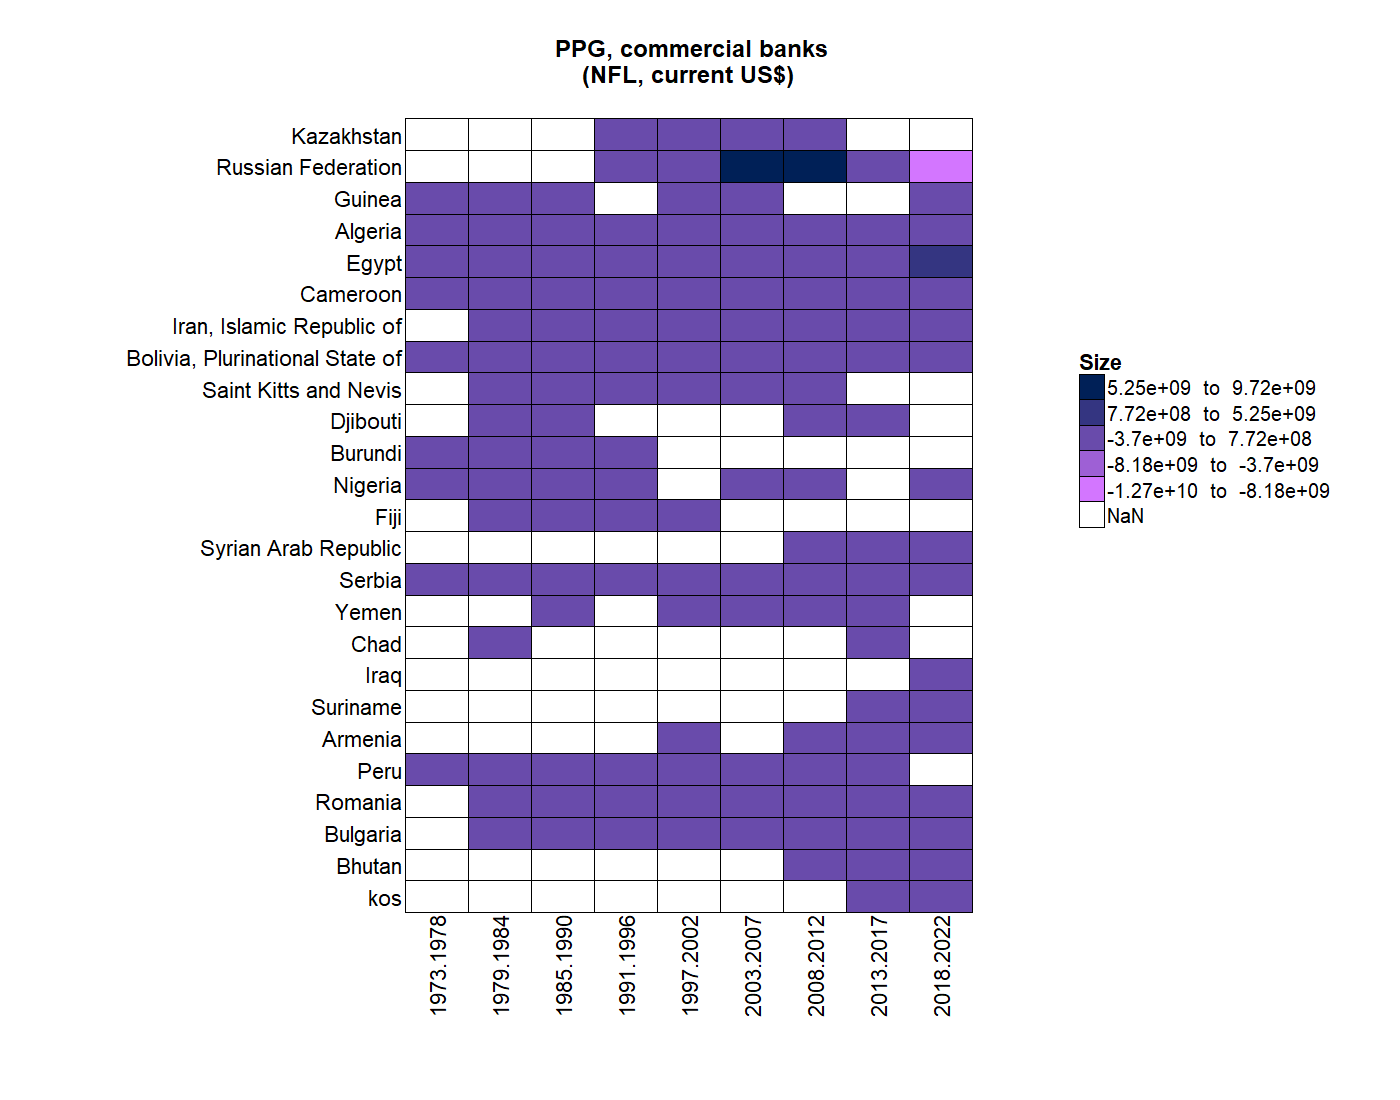 PPG, commercial banks
(NFL, current US$)
Kazakhstan
Russian Federation
Guinea
Algeria
Egypt
Cameroon
Iran, Islamic Republic of
Bolivia, Plurinational State of
Saint Kitts and Nevis
Djibouti
Burundi
Nigeria
Fiji
Syrian Arab Republic
Serbia
Yemen
Chad
Iraq
Suriname
Armenia
Peru
Romania
Bulgaria
Bhutan
kos
1973.1978
1979.1984
1985.1990
1991.1996
1997.2002
2003.2007
2008.2012
2013.2017
2018.2022
Size
5.25e+09 to 9.72e+09
7.72e+08 to 5.25e+09
-3.7e+09 to 7.72e+08
-8.18e+09 to -3.7e+09
-1.27e+10 to -8.18e+09
NaN